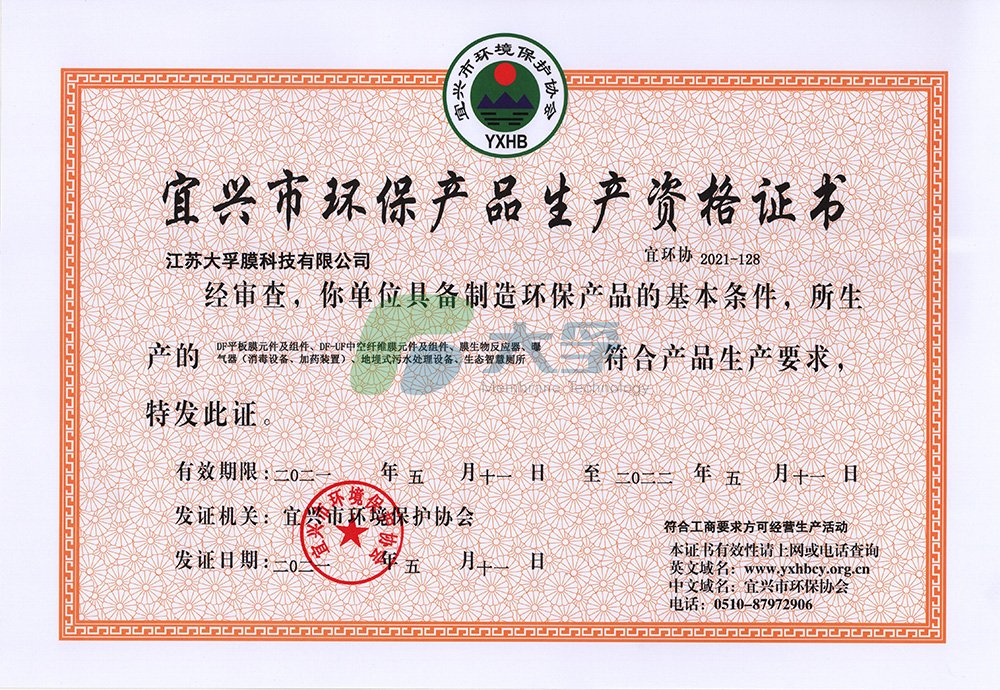 宜兴市环境保护协会
YXHB
宜兴市环保产品生产资格证书
江苏大孚膜科技有限公司
宜环协 2021-128
经审查，你单位具备制造环保产品的基本条件，所生
产的 DF平板膜元件及组件、DF-UF中空纤维膜元件及组件、膜生物反应器、曝
气器（消毒设备、加药装置）、地埋式污水处理设备、生态智慧厕所 符合产品生产要求，
大孚
Membrane Technology
特发此证。
有效期限：二〇二一 年 五 月 十一 日 至 二〇二二 年 五 月 十一 日
发证机关：宜兴市环境保护协会
宜兴市环境保护协会
发证日期：二〇二一 年 五 月 十一 日
符合工商要求方可经营生产活动
本证书有效性请上网或电话查询
英文域名：www.yxhbcy.org.cn
中文域名：宜兴市环保协会
电话：0510-87972906